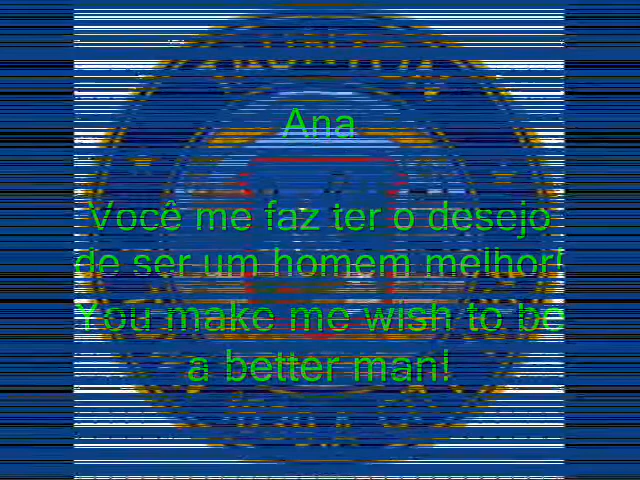 Ana
Você me faz ter o desejo
de ser um homem melhor!
You make me wish to be
a better man!